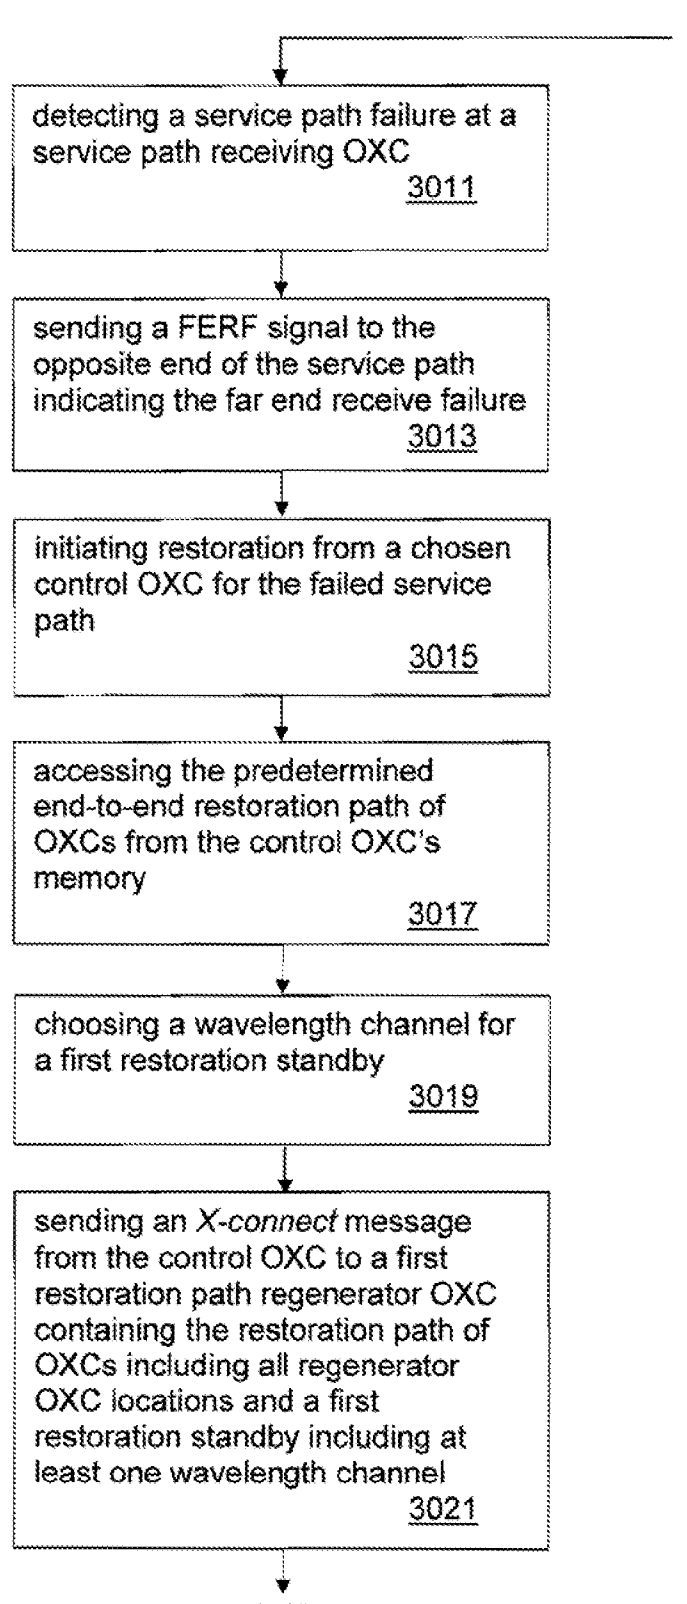 detecting a service path failure at a
service path receiving OXC
3011
sending a FERF signal to the
opposite end of the service path
indicating the far end receive failure
3013
initiating restoration from a chosen
control OXC for the failed service
path
3015
accessing the predetermined
end-to-end restoration path of
OXCs from the control OXC's
memory
3017
choosing a wavelength channel for
a first restoration standby
3019
sending an X-connect message
from the control OXC to a first
restoration path regenerator OXC
containing the restoration path of
OXCs including all regenerator
OXC locations and a first
restoration standby including at
least one wavelength channel
3021